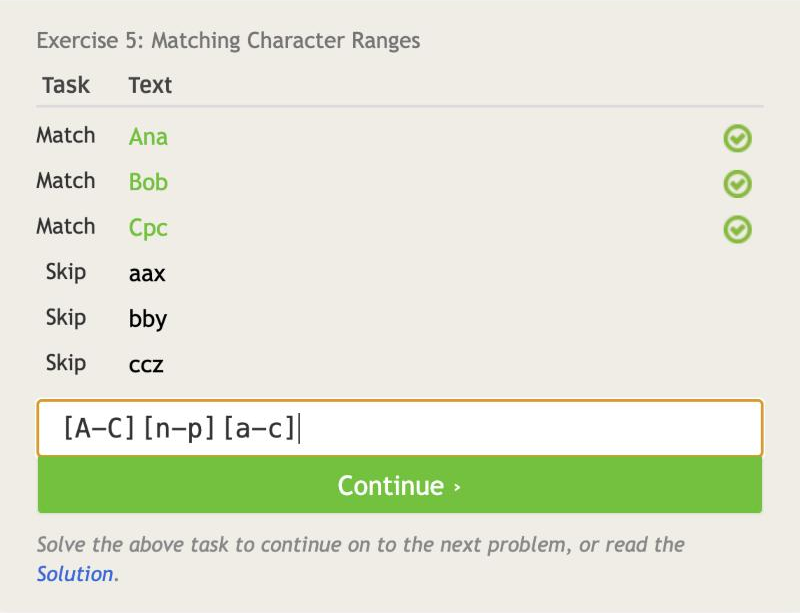 Exercise 5: Matching Character Ranges
Task Text
Match Ana
Match Bob
Match Cpc
Skip aax
Skip bby
Skip ccz
[A-C][n-p][a-c]
Continue ›
Solve the above task to continue on to the next problem, or read the
Solution.